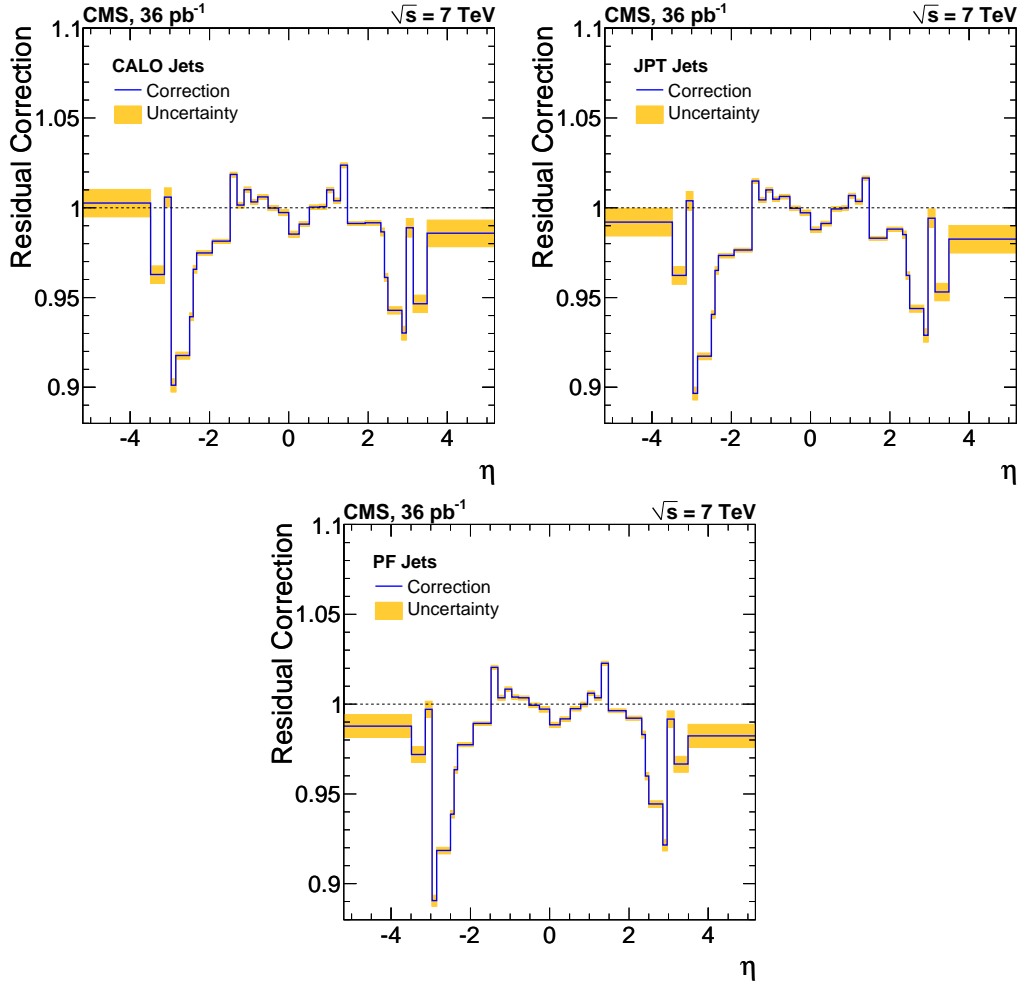 CMS, 36 pb-1 √s = 7 TeV
CALO Jets
Correction
Uncertainty
Residual Correction
1.1
1.05
1
0.95
0.9
-4 -2 0 2 4
η
CMS, 36 pb-1 √s = 7 TeV
JPT Jets
Correction
Uncertainty
Residual Correction
1.1
1.05
1
0.95
0.9
-4 -2 0 2 4
η
CMS, 36 pb-1 √s = 7 TeV
PF Jets
Correction
Uncertainty
Residual Correction
1.1
1.05
1
0.95
0.9
-4 -2 0 2 4
η